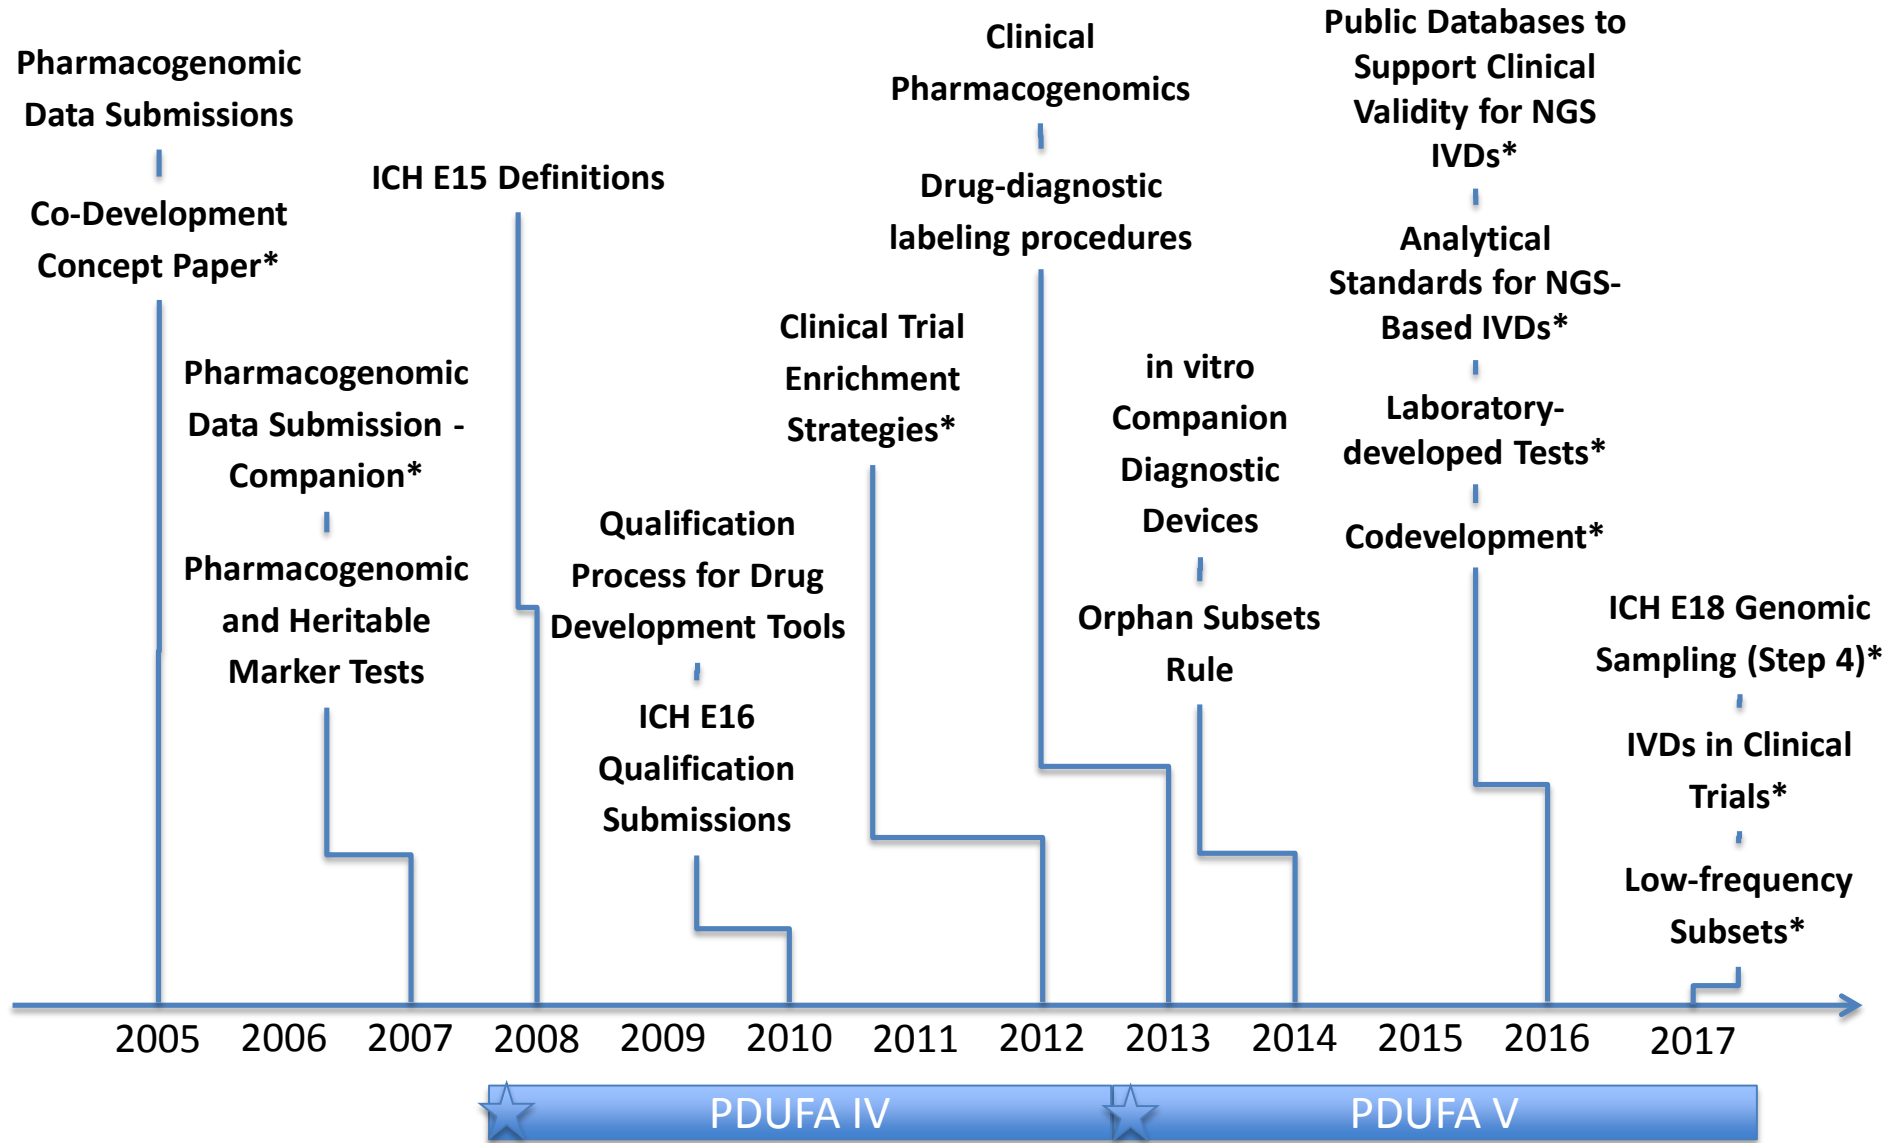 Pharmacogenomic
Data Submissions
Co-Development
Concept Paper*
Pharmacogenomic
Data Submission -
Companion*
Pharmacogenomic
and Heritable
Marker Tests
ICH E15 Definitions
Qualification
Process for Drug
Development Tools
ICH E16
Qualification
Submissions
Clinical Trial
Enrichment
Strategies*
Clinical
Pharmacogenomics
Drug-diagnostic
labeling procedures
in vitro
Companion
Diagnostic
Devices
Orphan Subsets
Rule
Public Databases to
Support Clinical
Validity for NGS
IVDs*
Analytical
Standards for NGS-
Based IVDs*
Laboratory-
developed Tests*
Codevelopment*
ICH E18 Genomic
Sampling (Step 4)*
IVDs in Clinical
Trials*
Low-frequency
Subsets*
2005 2006 2007 2008 2009 2010 2011 2012 2013 2014 2015 2016 2017
PDUFA IV PDUFA V